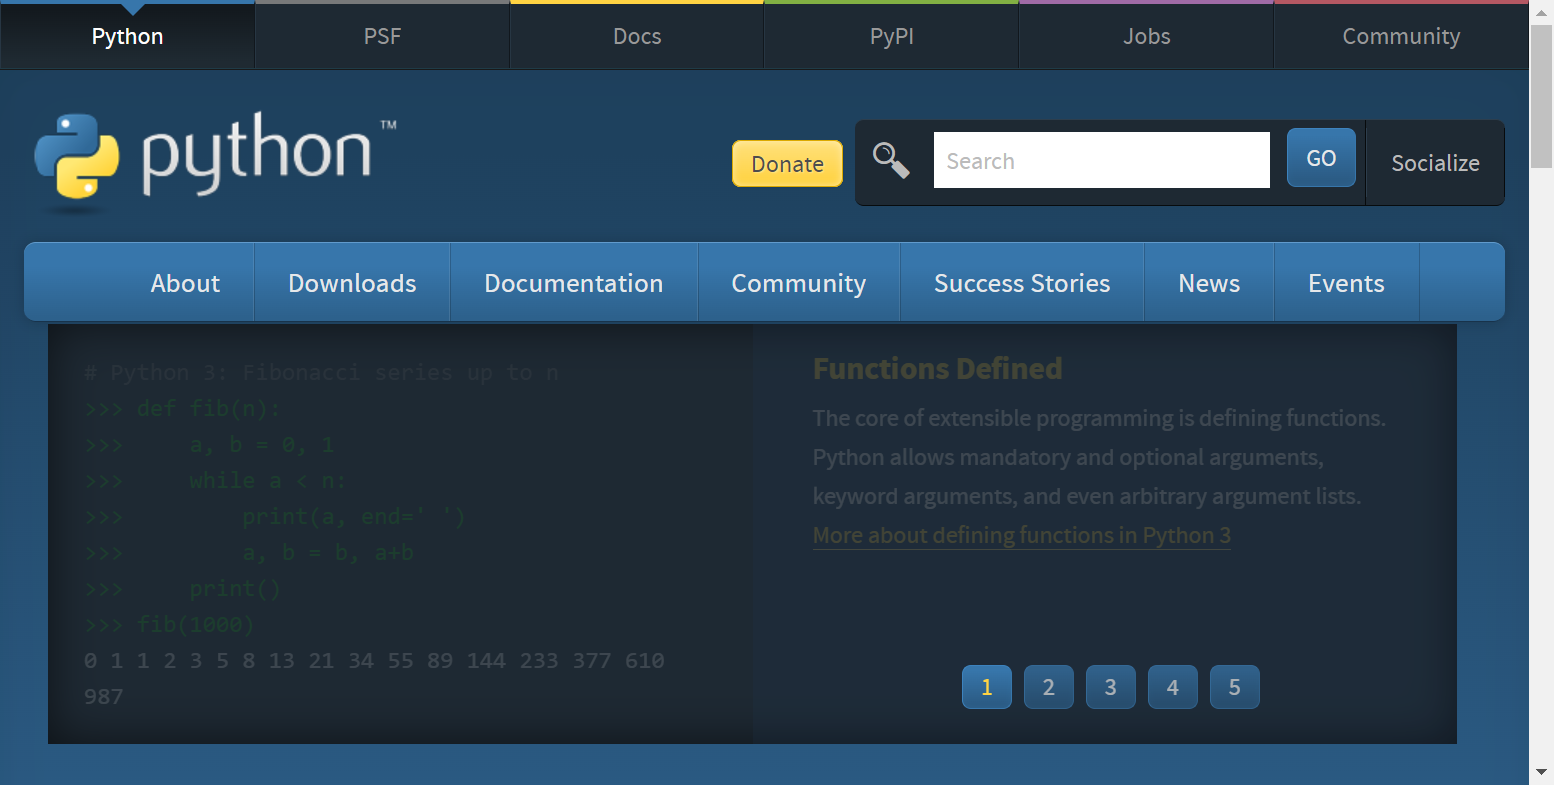 Python PSF Docs PyPI Jobs Community
python™
Donate Search GO Socialize
About Downloads Documentation Community Success Stories News Events
# Python 3: Fibonacci series up to n
>>> def fib(n):
>>>     a, b = 0, 1
>>>     while a < n:
>>>         print(a, end=' ')
>>>         a, b = b, a+b
>>>     print()
>>> fib(1000)
0 1 1 2 3 5 8 13 21 34 55 89 144 233 377 610
987
Functions Defined
The core of extensible programming is defining functions.
Python allows mandatory and optional arguments,
keyword arguments, and even arbitrary argument lists.
More about defining functions in Python 3
1 2 3 4 5